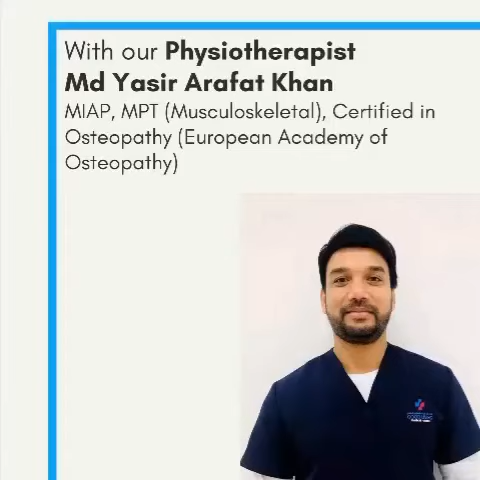 With our Physiotherapist
Md Yasir Arafat Khan
MIAP, MPT (Musculoskeletal), Certified in
Osteopathy (European Academy of
Osteopathy)